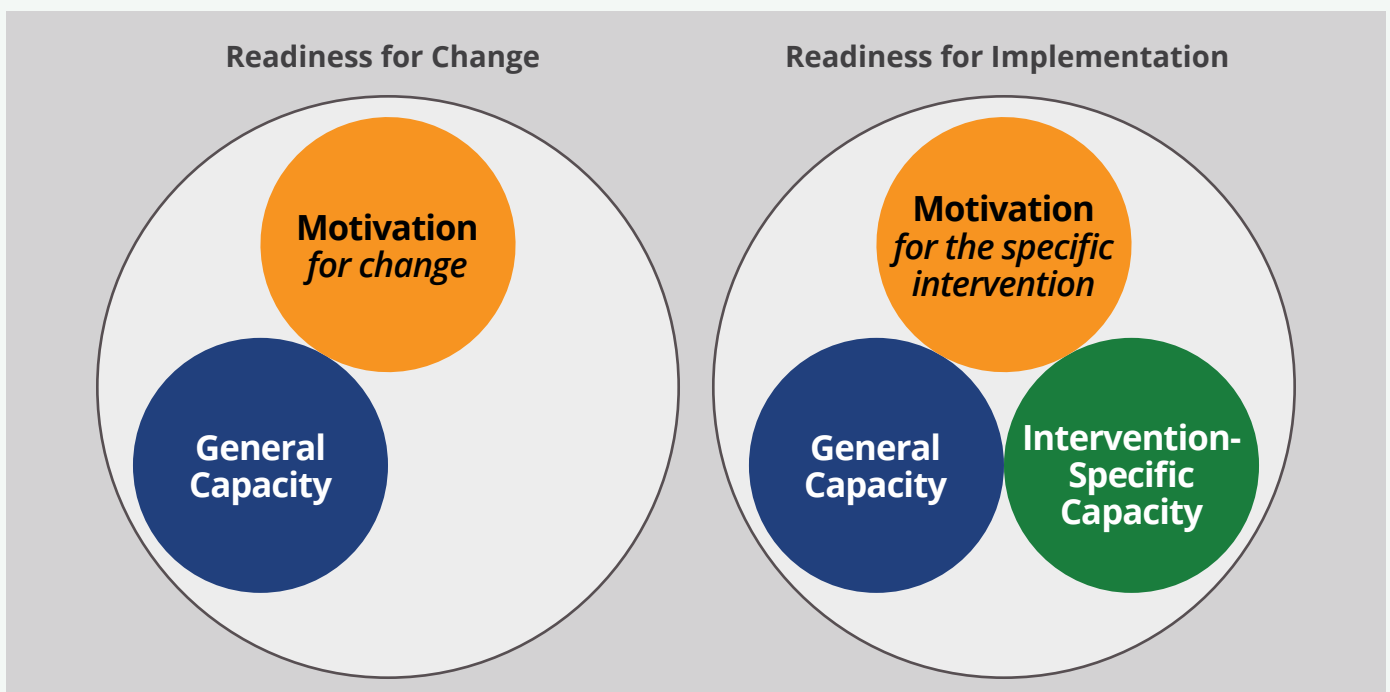 Readiness for Change
Motivation
for change
General
Capacity
Readiness for Implementation
Motivation
for the specific
intervention
General
Capacity
Intervention-
Specific
Capacity